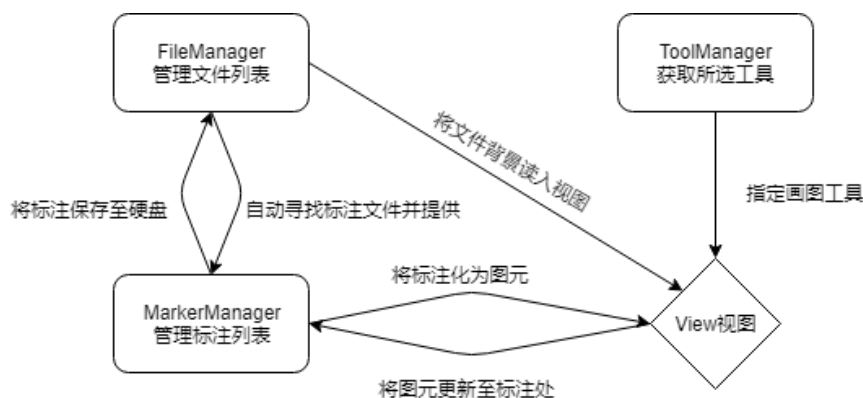 FileManager
管理文件列表
ToolManager
获取所选工具
将文件背景读入视图
指定画图工具
将标注保存至硬盘
自动寻找标注文件并提供
将标注化为图元
MarkerManager
管理标注列表
View视图
将图元更新至标注处